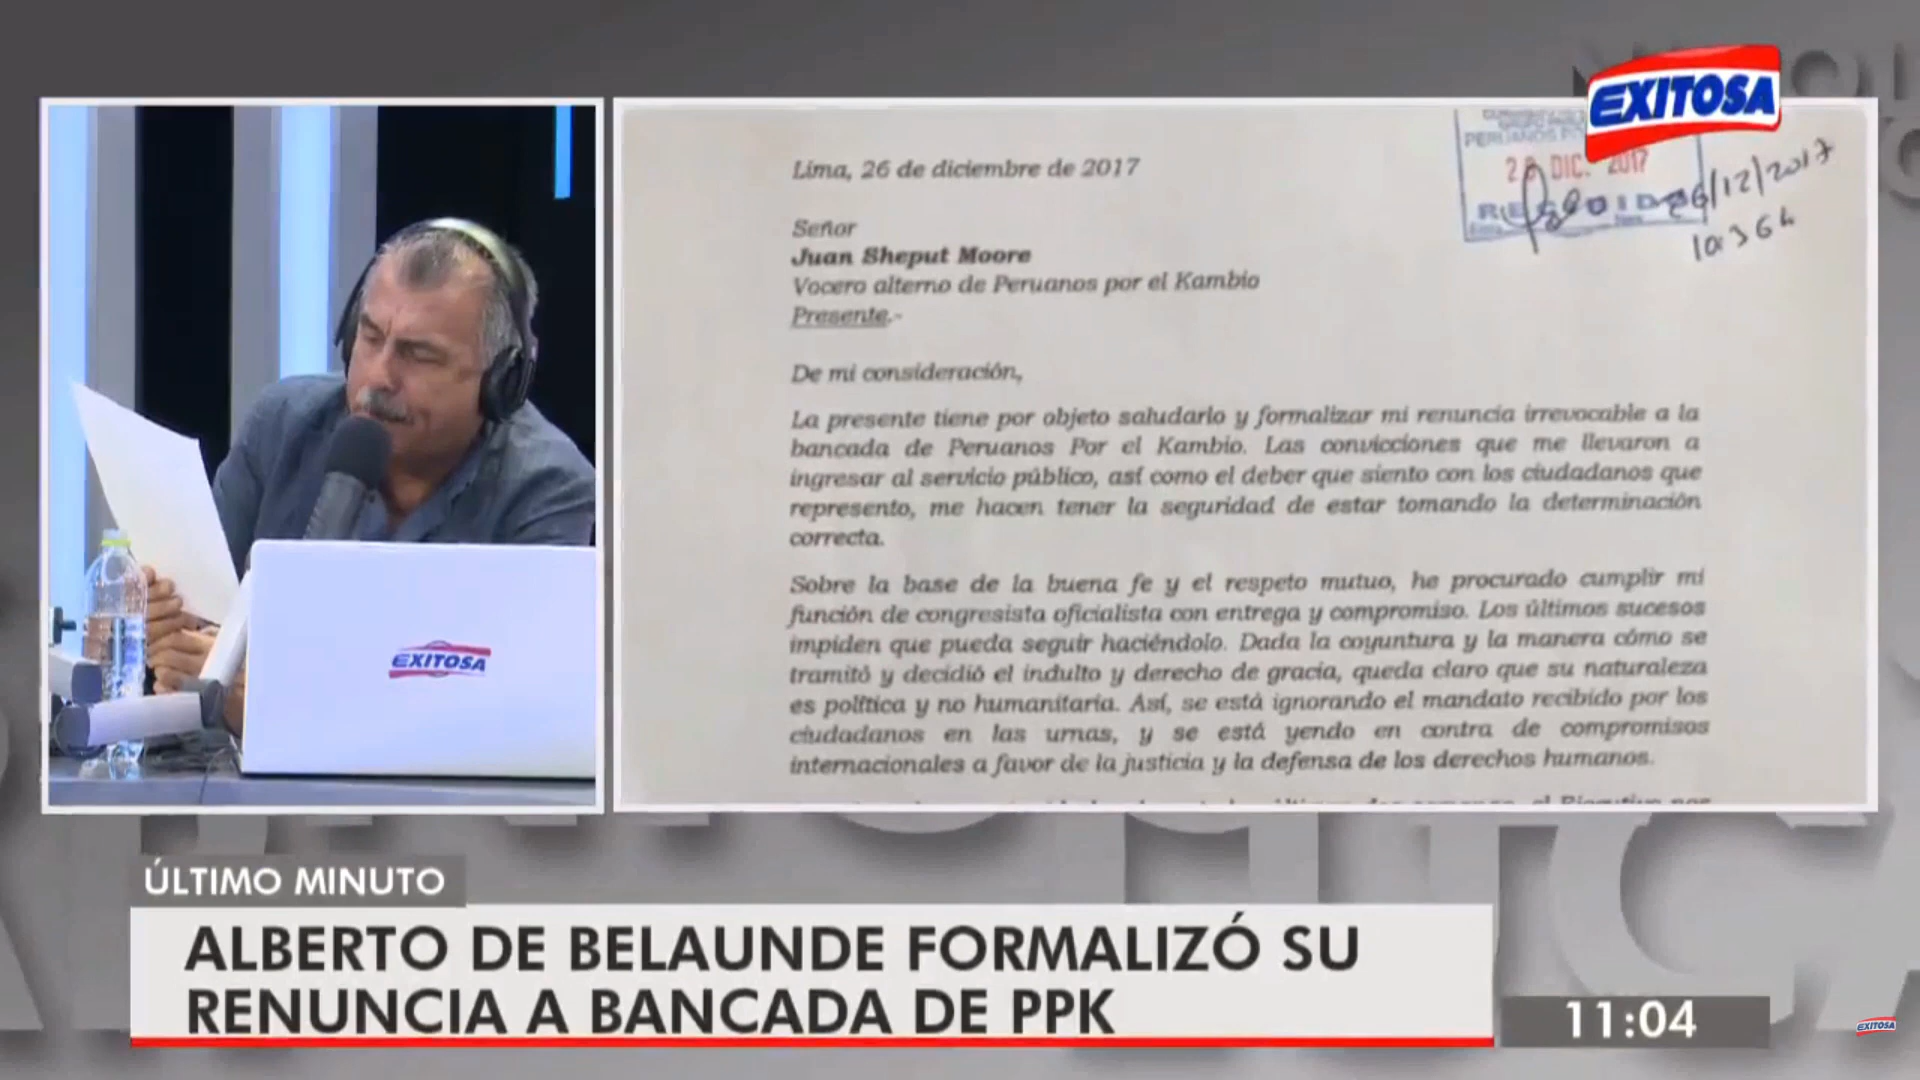 EXITOSA
Lima, 26 de diciembre de 2017
PERUANOS PO
26 DIC. 2017
RECIBIDO
26/12/2017
10:36h
Señor
Juan Sheput Moore
Vocero alterno de Peruanos por el Kambio
Presente.-
De mi consideración,
La presente tiene por objeto saludarlo y formalizar mi renuncia irrevocable a la
bancada de Peruanos Por el Kambio. Las convicciones que me llevaron a
ingresar al servicio público, así como el deber que siento con los ciudadanos que
represento, me hacen tener la seguridad de estar tomando la determinación
correcta.
Sobre la base de la buena fe y el respeto mutuo, he procurado cumplir mi
función de congresista oficialista con entrega y compromiso. Los últimos sucesos
impiden que pueda seguir haciéndolo. Dada la coyuntura y la manera cómo se
tramitó y decidió el indulto y derecho de gracia, queda claro que su naturaleza
es política y no humanitaria. Así, se está ignorando el mandato recibido por los
ciudadanos en las urnas, y se está yendo en contra de compromisos
internacionales a favor de la justicia y la defensa de los derechos humanos.
EXITOSA
ÚLTIMO MINUTO
ALBERTO DE BELAUNDE FORMALIZÓ SU
RENUNCIA A BANCADA DE PPK
11:04
EXITOSA